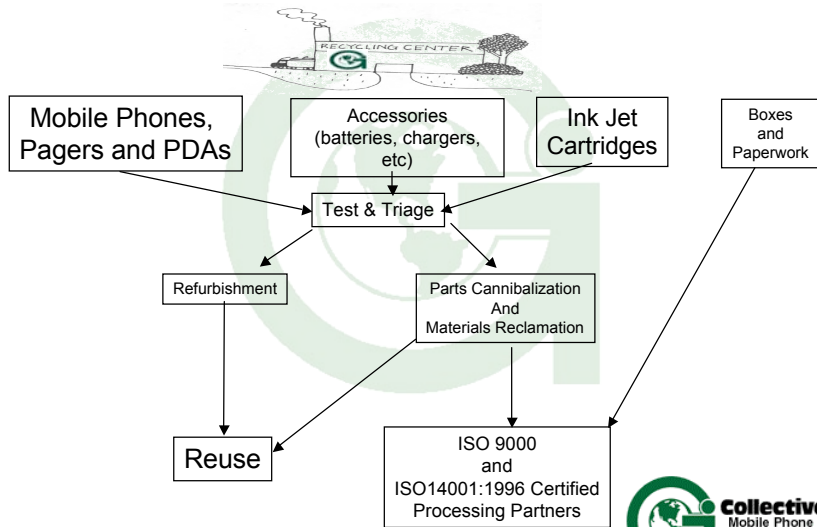 RECYCLING CENTER
Mobile Phones,
Pagers and PDAs
Accessories
(batteries, chargers,
etc)
Ink Jet
Cartridges
Boxes
and
Paperwork
Test & Triage
Refurbishment
Parts Cannibalization
And
Materials Reclamation
Reuse
ISO 9000
and
ISO14001:1996 Certified
Processing Partners
Collective
Mobile Phone